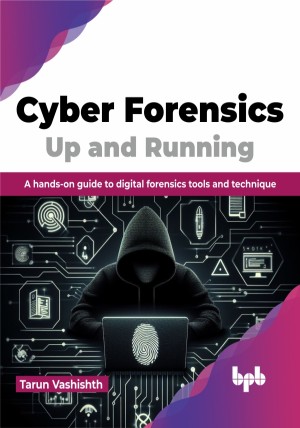 Cyber Forensics
Up and Running
A hands-on guide to digital forensics tools and technique
Tarun Vashishth
bpb